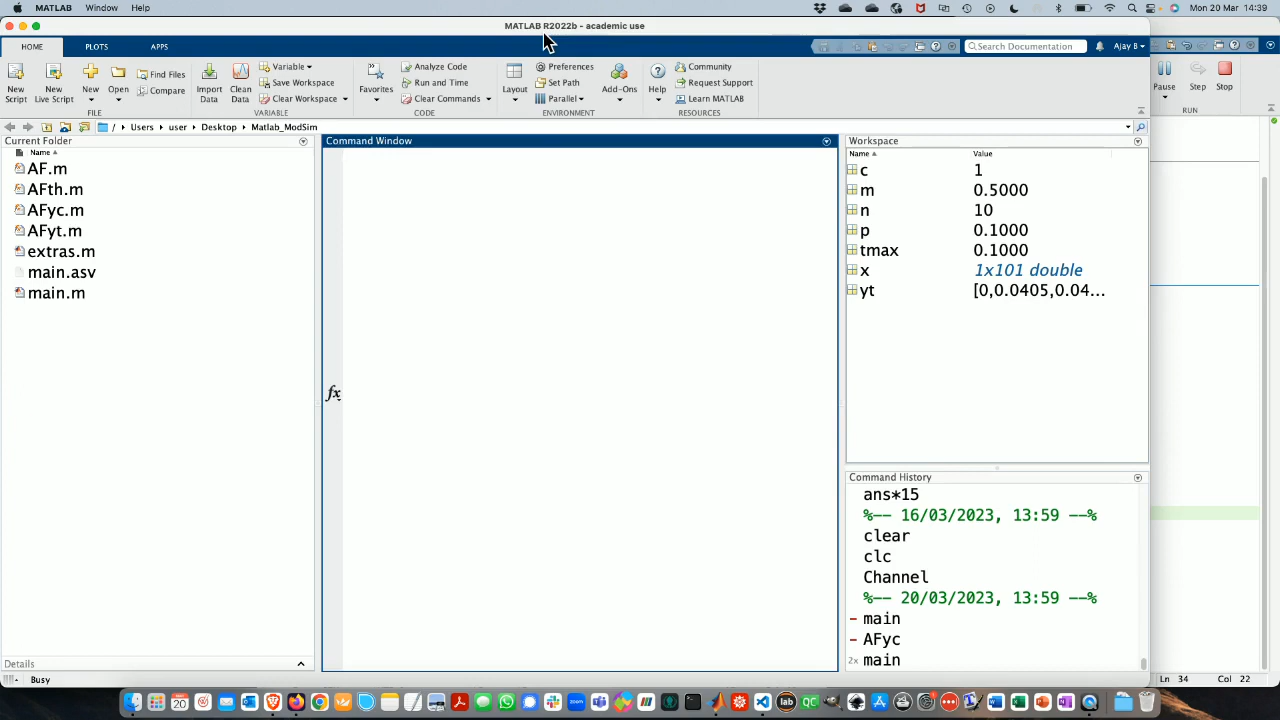 MATLAB Window Help Mon 20 Mar 14:39
MATLAB R2022b - academic use
HOME PLOTS APPS Search Documentation Ajay B
New Script New Live Script New Open Find Files Compare
FILE
Import Data Clean Data Variable Save Workspace Clear Workspace
VARIABLE
Favorites Analyze Code Run and Time Clear Commands
CODE
Layout Preferences Set Path Parallel Add-Ons
ENVIRONMENT
Help Community Request Support Learn MATLAB
RESOURCES
Pause Step Stop
RUN
/ Users user Desktop Matlab_ModSim
Current Folder
Name
AF.m
AFth.m
AFyc.m
AFyt.m
extras.m
main.asv
main.m
Details
Busy
Command Window
fx
Workspace
Name Value
c 1
m 0.5000
n 10
p 0.1000
tmax 0.1000
x 1x101 double
yt [0,0.0405,0.04...
Command History
ans*15
%-- 16/03/2023, 13:59 --%
clear
clc
Channel
%-- 20/03/2023, 13:59 --%
main
AFyc
2x main
Ln 34 Col 22